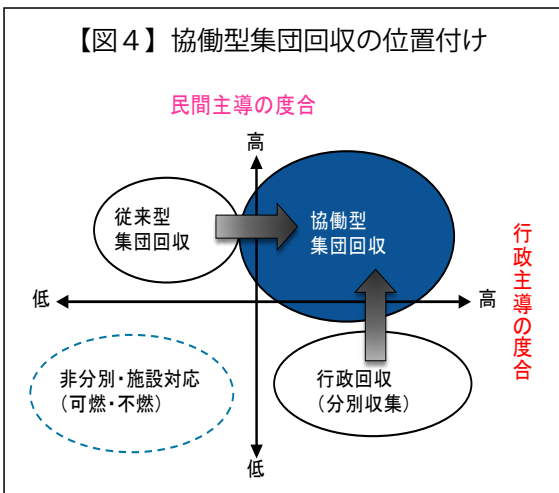 【図４】協働型集団回収の位置付け
民間主導の度合
高
従来型
集団回収
協働型
集団回収
行政主導の度合
低
高
非分別・施設対応
（可燃・不燃）
行政回収
（分別収集）
低